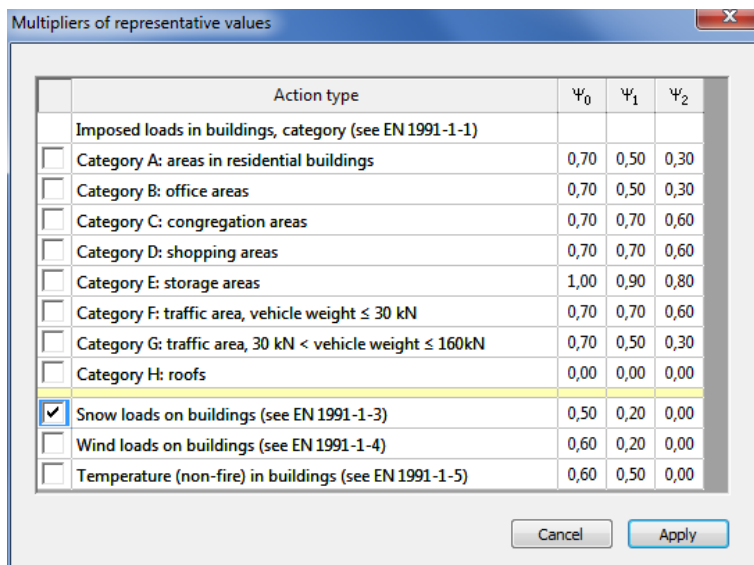 Multipliers of representative values
x
Action type Ψ0 Ψ1 Ψ2
Imposed loads in buildings, category (see EN 1991-1-1)
Category A: areas in residential buildings 0,70 0,50 0,30
Category B: office areas 0,70 0,50 0,30
Category C: congregation areas 0,70 0,70 0,60
Category D: shopping areas 0,70 0,70 0,60
Category E: storage areas 1,00 0,90 0,80
Category F: traffic area, vehicle weight ≤ 30 kN 0,70 0,70 0,60
Category G: traffic area, 30 kN < vehicle weight ≤ 160kN 0,70 0,50 0,30
Category H: roofs 0,00 0,00 0,00
Snow loads on buildings (see EN 1991-1-3) 0,50 0,20 0,00
Wind loads on buildings (see EN 1991-1-4) 0,60 0,20 0,00
Temperature (non-fire) in buildings (see EN 1991-1-5) 0,60 0,50 0,00
Cancel Apply